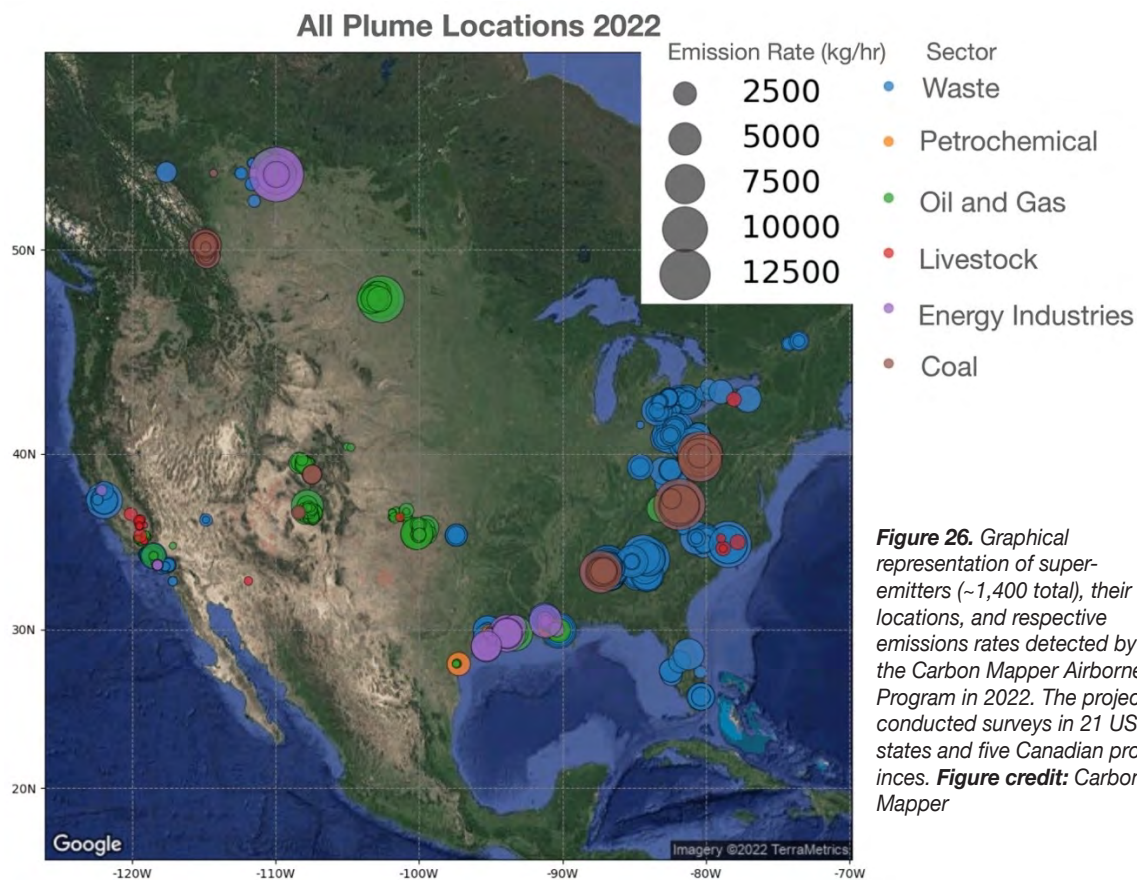 All Plume Locations 2022
Emission Rate (kg/hr)
2500
5000
7500
10000
12500
Sector
Waste
Petrochemical
Oil and Gas
Livestock
Energy Industries
Coal
50N
40N
30N
20N
-120W
-110W
-100W
-90W
-80W
-70W
Google
Imagery ©2022 TerraMetrics
Figure 26. Graphical
representation of super-
emitters (~1,400 total), their
locations, and respective
emissions rates detected by
the Carbon Mapper Airborne
Program in 2022. The projec
conducted surveys in 21 US
states and five Canadian pro
inces. Figure credit: Carbon
Mapper